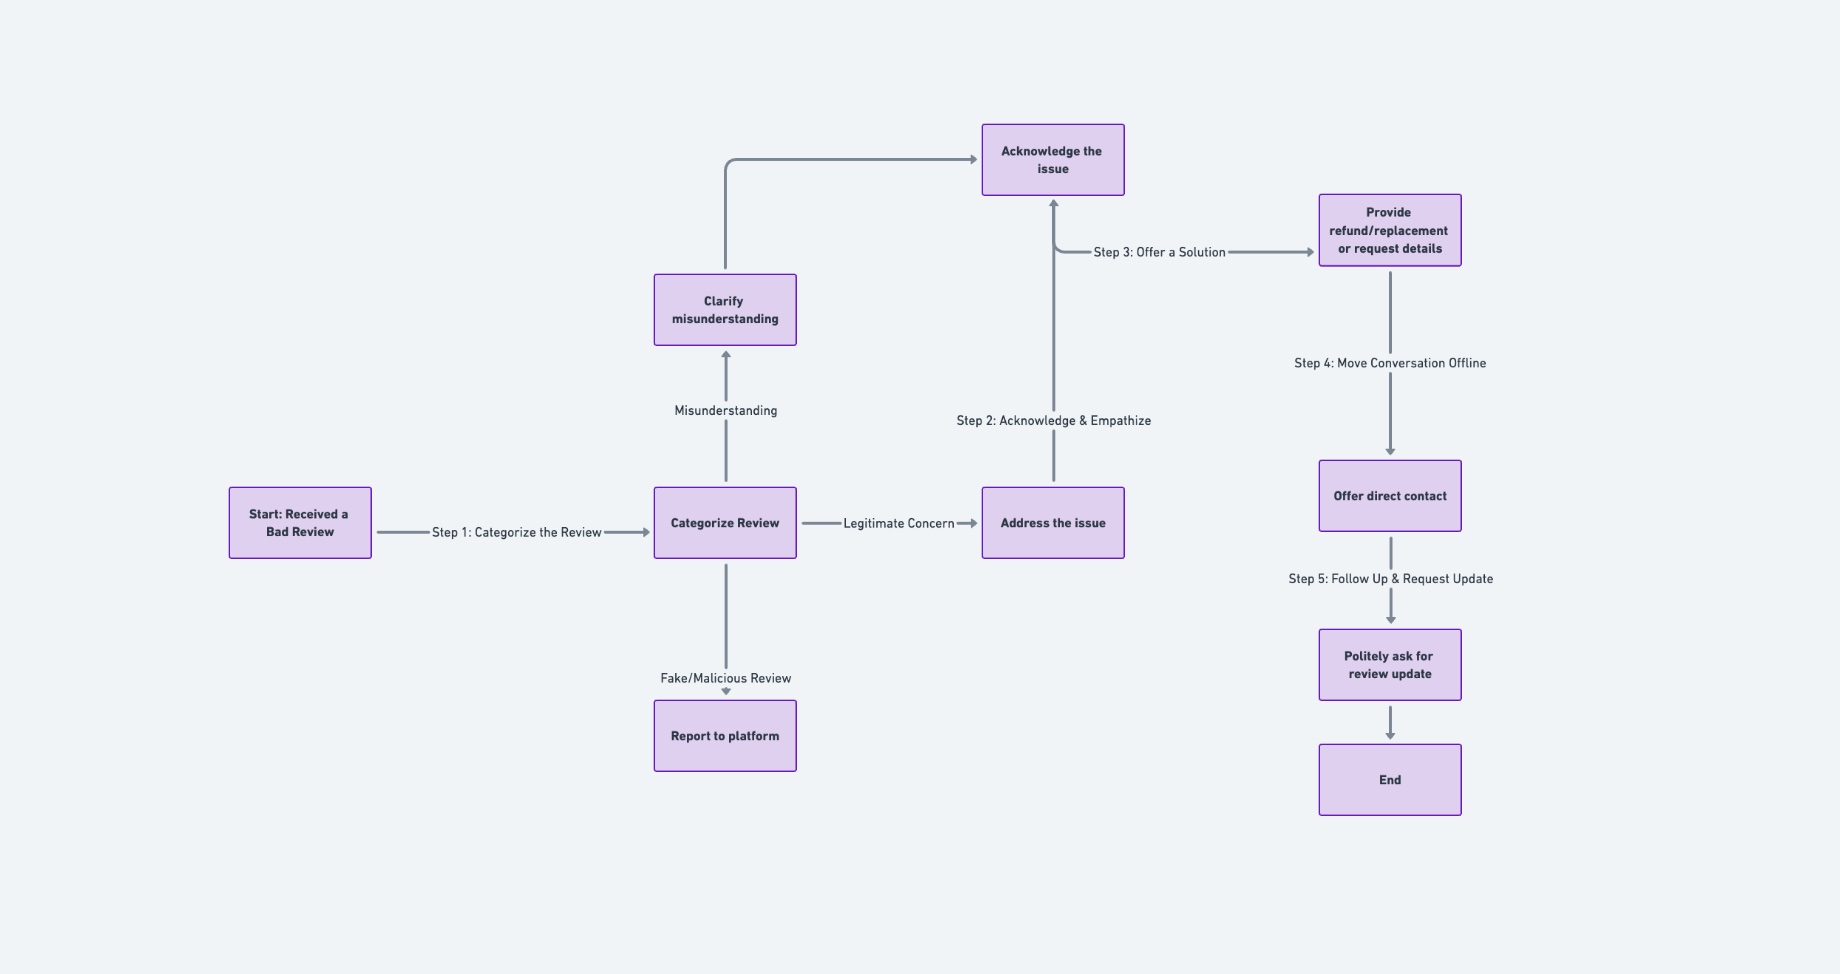 Acknowledge the
issue
Provide
refund/replacement
or request details
Step 3: Offer a Solution
Clarify
misunderstanding
Step 4: Move Conversation Offline
Misunderstanding
Step 2: Acknowledge & Empathize
Offer direct contact
Start: Received a
Bad Review
Step 1: Categorize the Review
Categorize Review
Legitimate Concern
Address the issue
Step 5: Follow Up & Request Update
Politely ask for
review update
Fake/Malicious Review
Report to platform
End